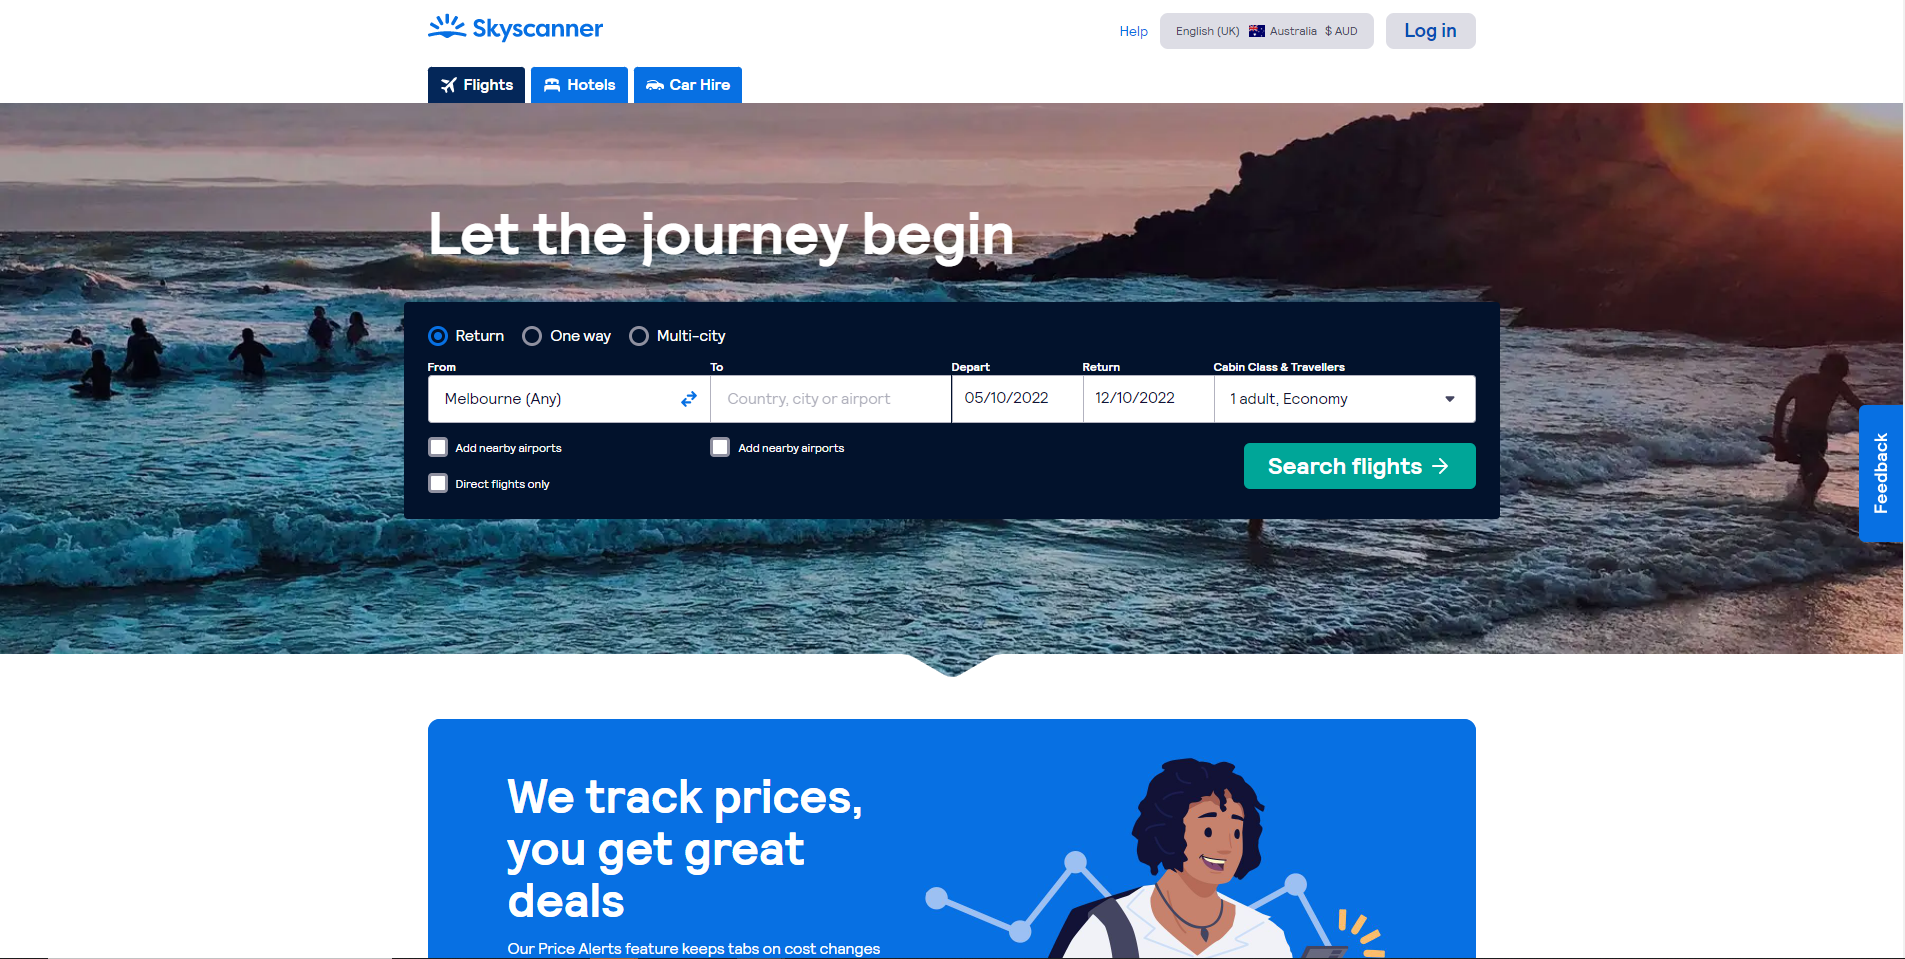 Skyscanner
Help
English (UK) Australia $ AUD
Log in
Flights
Hotels
Car Hire
Let the journey begin
Return
One way
Multi-city
From
To
Depart
Return
Cabin Class & Travellers
Melbourne (Any)
Country, city or airport
05/10/2022
12/10/2022
1 adult, Economy
Add nearby airports
Add nearby airports
Direct flights only
Search flights
Feedback
We track prices,
you get great
deals
Our Price Alerts feature keeps tabs on cost changes